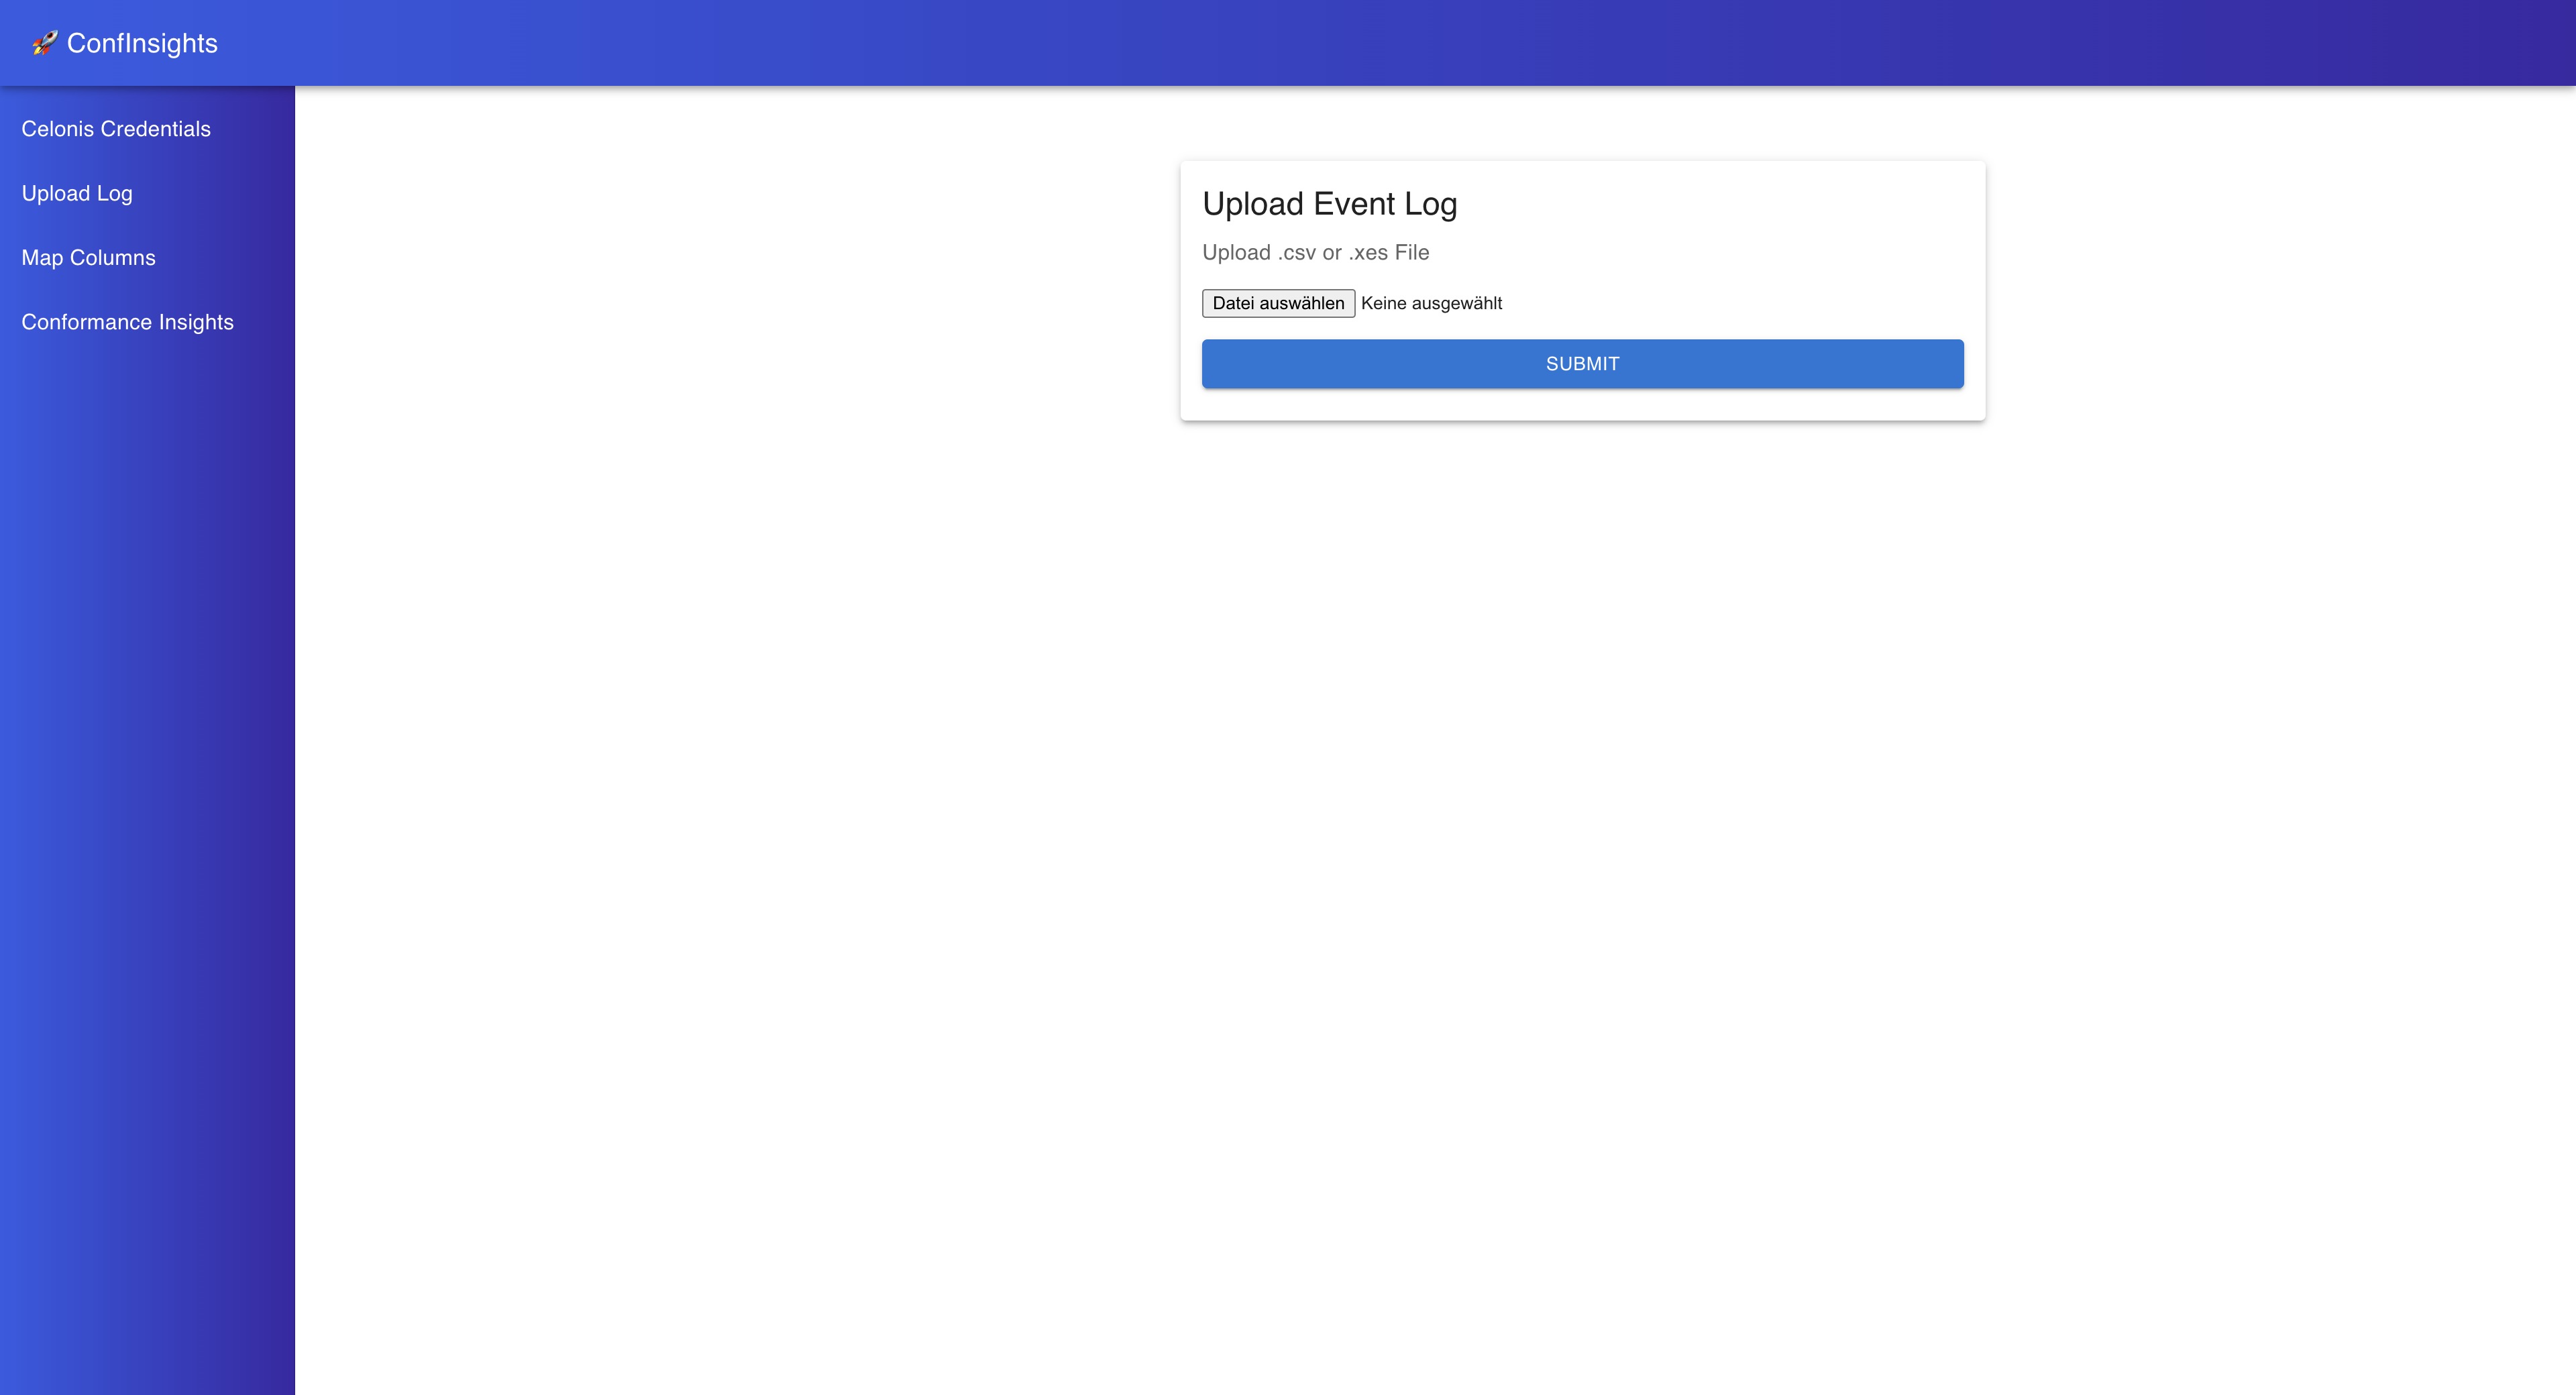 🚀 ConfInsights
Celonis Credentials
Upload Log
Map Columns
Conformance Insights
Upload Event Log
Upload .csv or .xes File
Datei auswählen Keine ausgewählt
SUBMIT